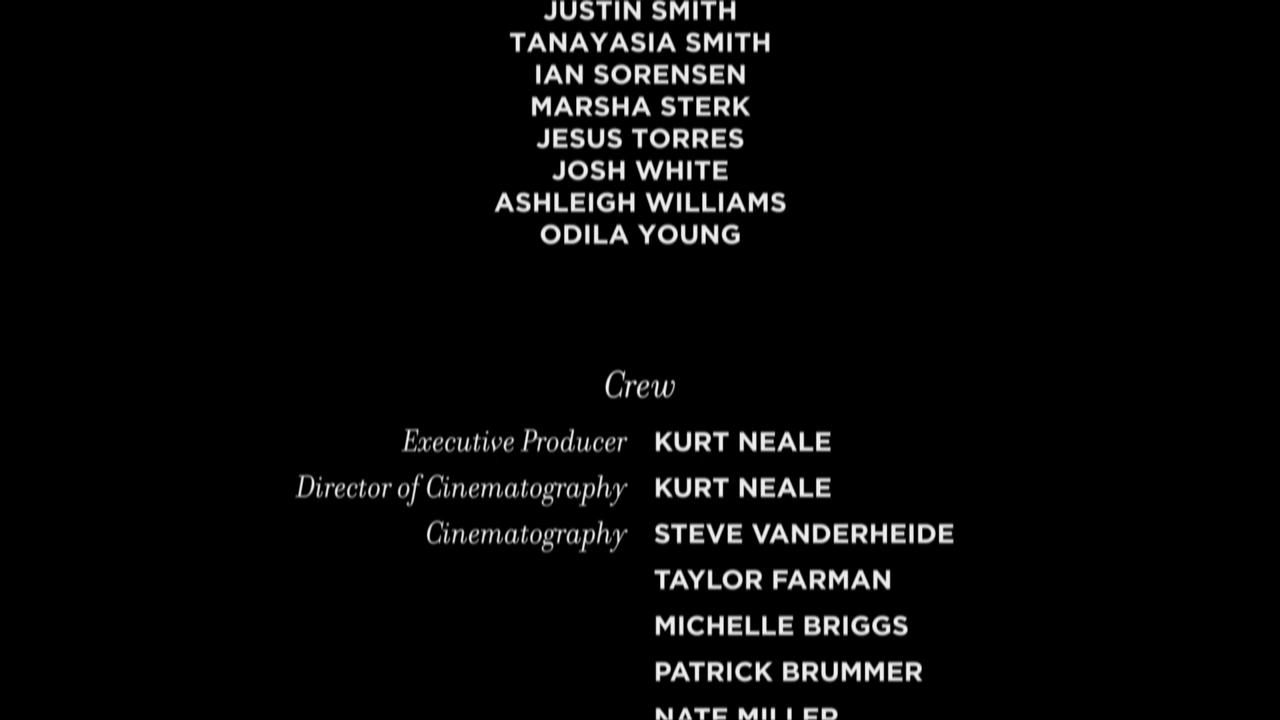 JUSTIN SMITH
TANAYASIA SMITH
IAN SORENSEN
MARSHA STERK
JESUS TORRES
JOSH WHITE
ASHLEIGH WILLIAMS
ODILA YOUNG
Crew
Executive Producer KURT NEALE
Director of Cinematography KURT NEALE
Cinematography STEVE VANDERHEIDE
TAYLOR FARMAN
MICHELLE BRIGGS
PATRICK BRUMMER
NATE MILLER